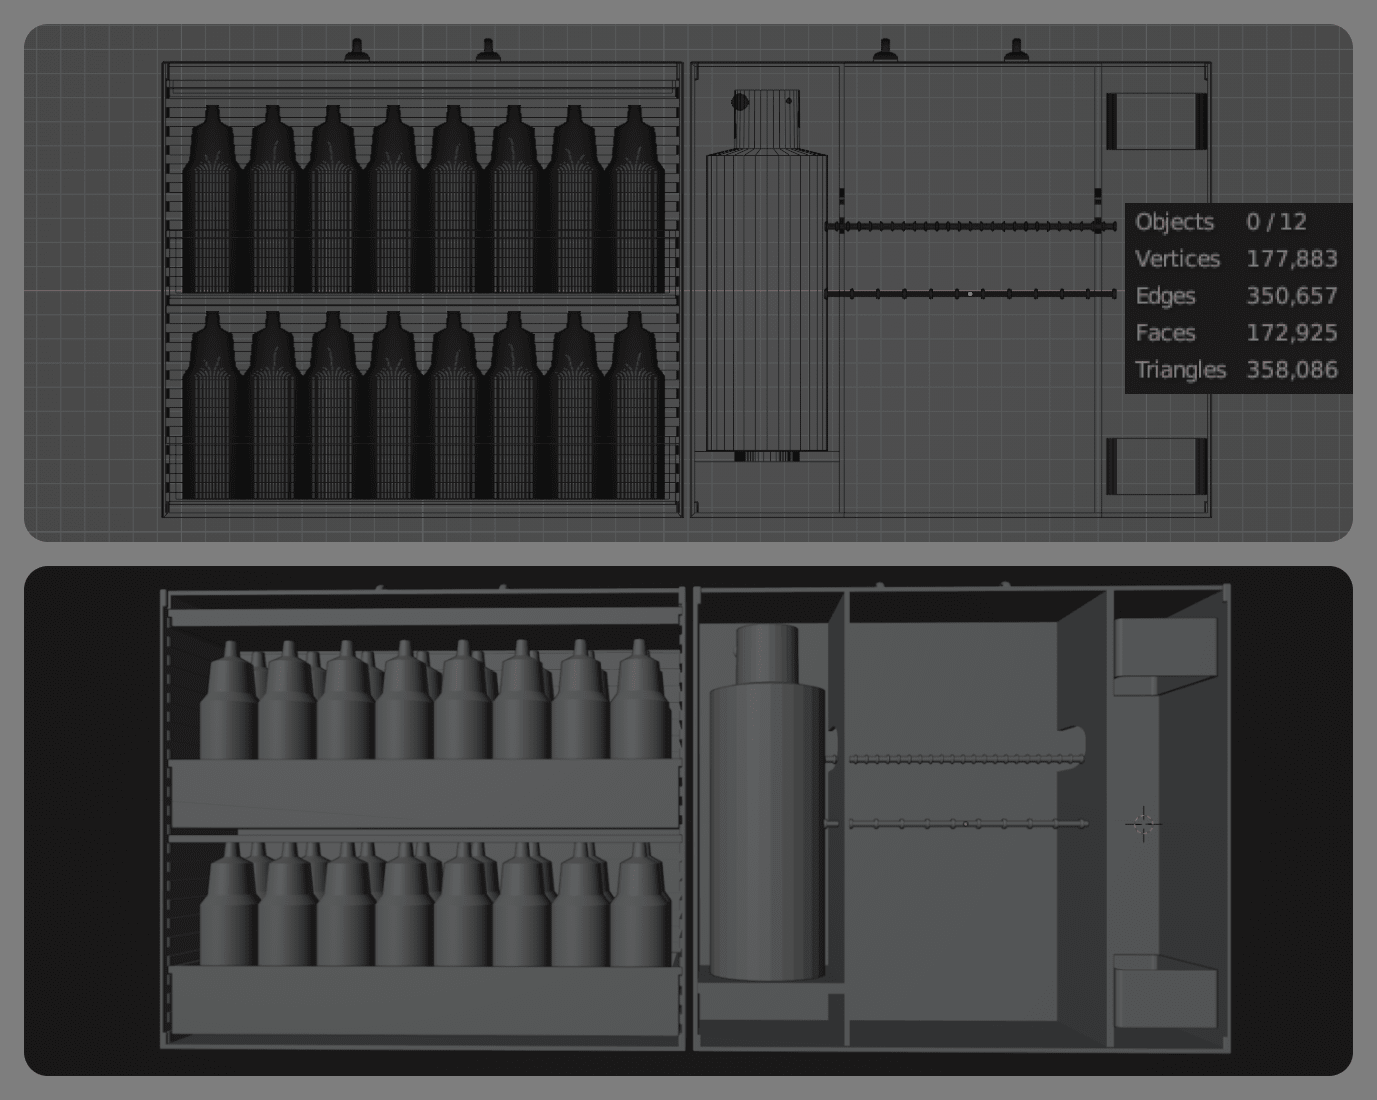 Objects 0 / 12
Vertices 177,883
Edges 350,657
Faces 172,925
Triangles 358,086